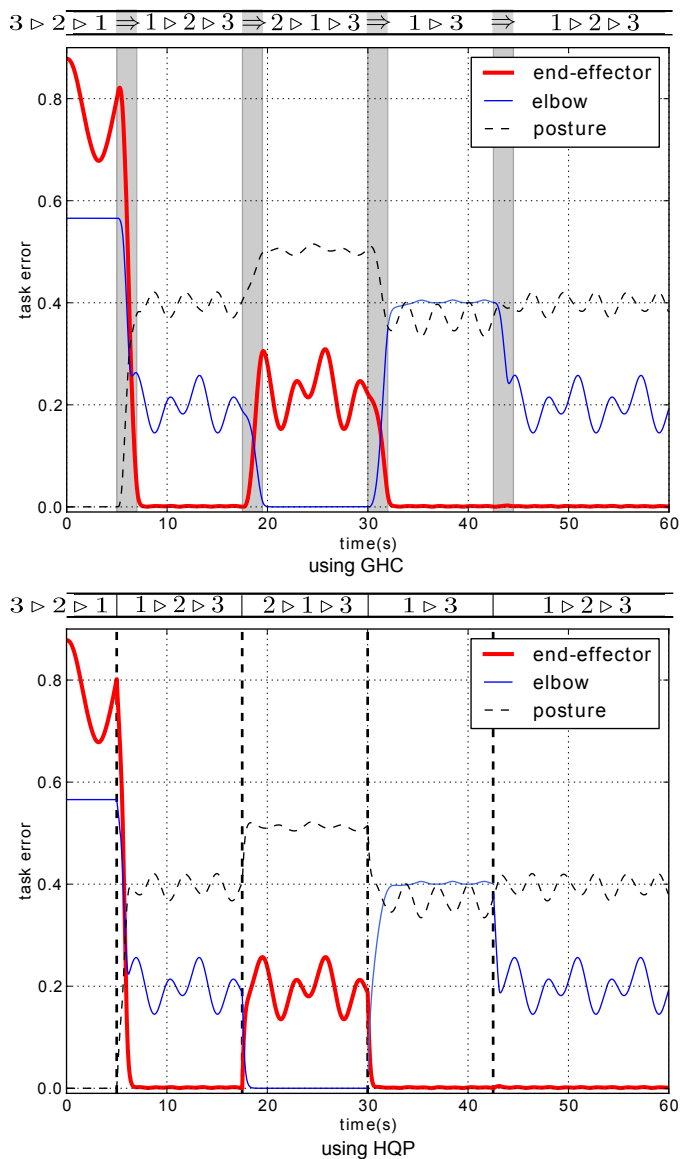 3 ▷ 2 ▷ 1 ⇒ 1 ▷ 2 ▷ 3 ⇒ 2 ▷ 1 ▷ 3 ⇒ 1 ▷ 3 ⇒ 1 ▷ 2 ▷ 3
end-effector
elbow
posture
0.8
0.6
0.4
0.2
0.0
task error
0 10 20 30 40 50 60
time(s)
using GHC
3 ▷ 2 ▷ 1 1 ▷ 2 ▷ 3 2 ▷ 1 ▷ 3 1 ▷ 3 1 ▷ 2 ▷ 3
end-effector
elbow
posture
0.8
0.6
0.4
0.2
0.0
task error
0 10 20 30 40 50 60
time(s)
using HQP